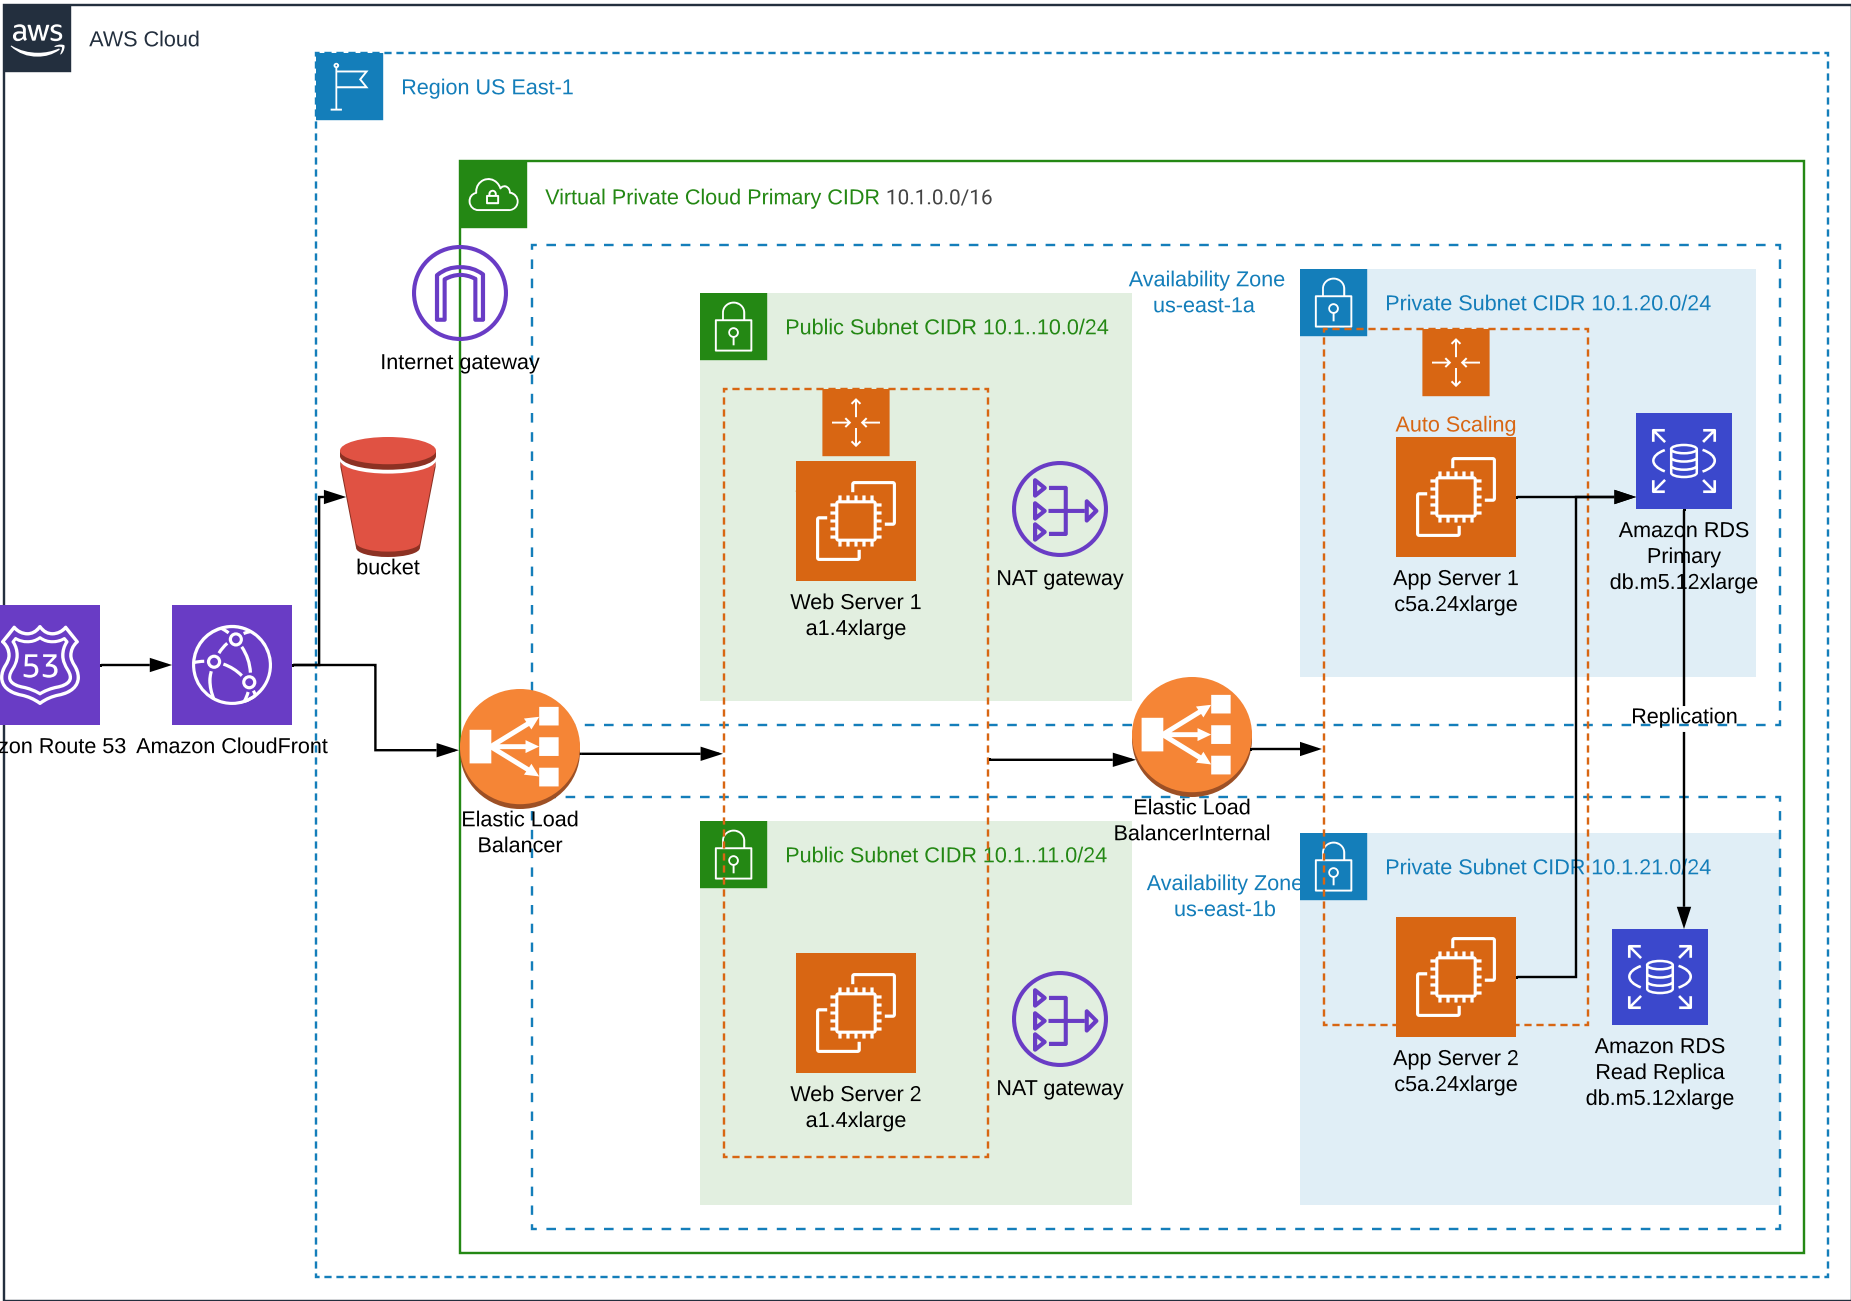 aws
AWS Cloud
Region US East-1
Virtual Private Cloud Primary CIDR 10.1.0.0/16
Internet gateway
Availability Zone
us-east-1a
Public Subnet CIDR 10.1..10.0/24
Private Subnet CIDR 10.1.20.0/24
Auto Scaling
bucket
Web Server 1
a1.4xlarge
NAT gateway
App Server 1
c5a.24xlarge
Amazon RDS
Primary
db.m5.12xlarge
53
zon Route 53
Amazon CloudFront
Replication
Elastic Load
Balancer
Elastic Load
BalancerInternal
Public Subnet CIDR 10.1..11.0/24
Availability Zone
us-east-1b
Private Subnet CIDR 10.1.21.0/24
Web Server 2
a1.4xlarge
NAT gateway
App Server 2
c5a.24xlarge
Amazon RDS
Read Replica
db.m5.12xlarge